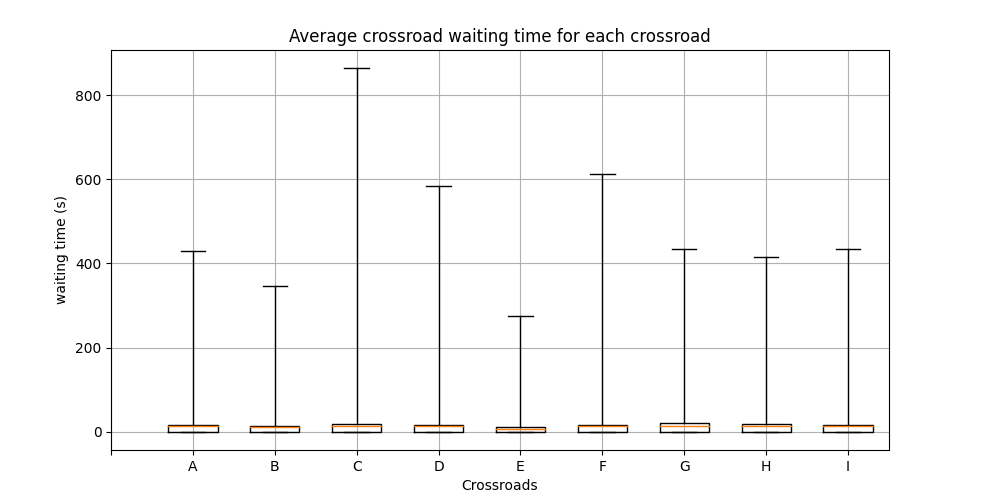 Average crossroad waiting time for each crossroad
waiting time (s)
800
600
400
200
0
A B C D E F G H I
Crossroads